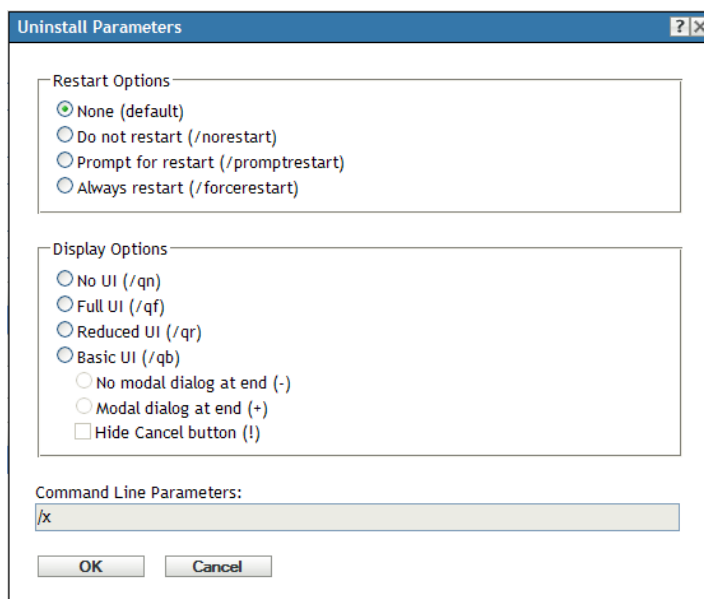 Uninstall Parameters
?
Restart Options
None (default)
Do not restart (/norestart)
Prompt for restart (/promptrestart)
Always restart (/forcerestart)
Display Options
No UI (/qn)
Full UI (/qf)
Reduced UI (/qr)
Basic UI (/qb)
No modal dialog at end (-)
Modal dialog at end (+)
Hide Cancel button (!)
Command Line Parameters:
/x
OK Cancel